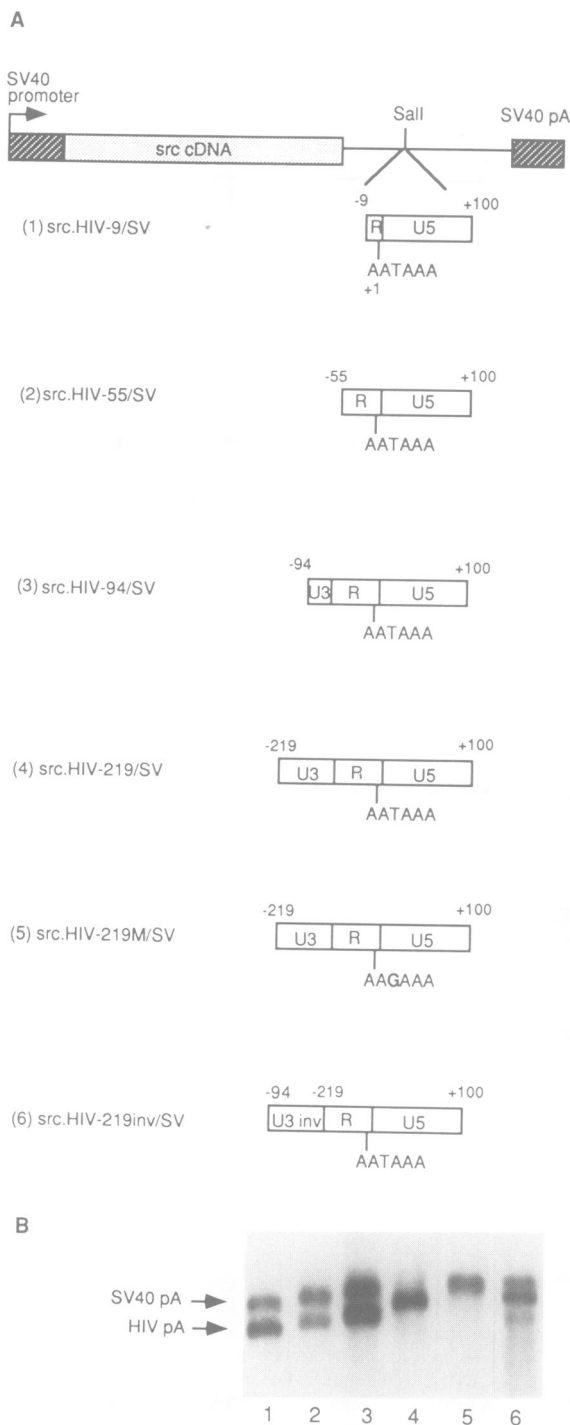 A
SV40
promoter
SalI
SV40 pA
src cDNA
-9 +100
(1) src.HIV-9/SV
R U5
AATAAA
+1
-55 +100
(2) src.HIV-55/SV
R U5
AATAAA
-94 +100
(3) src.HIV-94/SV
U3 R U5
AATAAA
-219 +100
(4) src.HIV-219/SV
U3 R U5
AATAAA
-219 +100
(5) src.HIV-219M/SV
U3 R U5
AAGAAA
-94 -219 +100
(6) src.HIV-219inv/SV
U3 inv R U5
AATAAA
B
SV40 pA
HIV pA
1 2 3 4 5 6